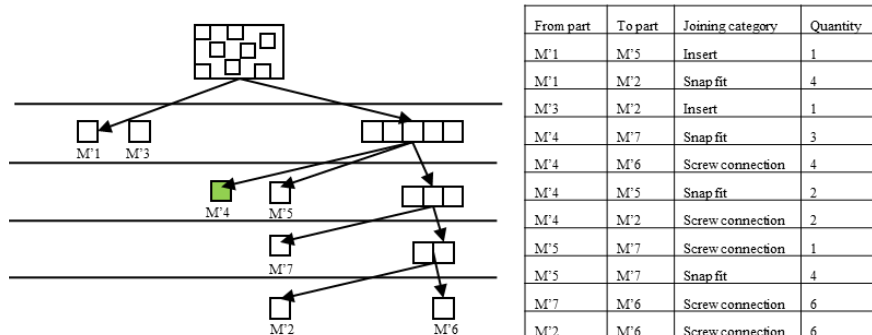 M'1 M'3
M'4 M'5
M'7
M'2 M'6
From part To part Joining category Quantity
M'1 M'5 Insert 1
M'1 M'2 Snap fit 4
M'3 M'2 Insert 1
M'4 M'7 Snap fit 3
M'4 M'6 Screw connection 4
M'4 M'5 Snap fit 2
M'4 M'2 Screw connection 2
M'5 M'7 Screw connection 1
M'5 M'7 Snap fit 4
M'7 M'6 Screw connection 6
M'2 M'6 Screw connection 6